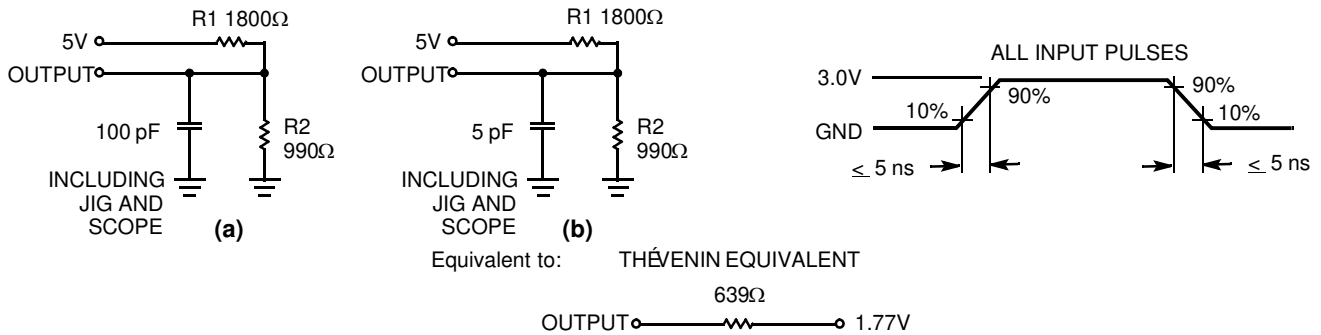 R1 1800Ω
5V
OUTPUT
100 pF
R2
990Ω
INCLUDING
JIG AND
SCOPE
(a)
R1 1800Ω
5V
OUTPUT
5 pF
R2
990Ω
INCLUDING
JIG AND
SCOPE
(b)
ALL INPUT PULSES
3.0V
90%
90%
10%
10%
GND
≤ 5 ns
≤ 5 ns
Equivalent to: THÉVENIN EQUIVALENT
639Ω
OUTPUT 1.77V